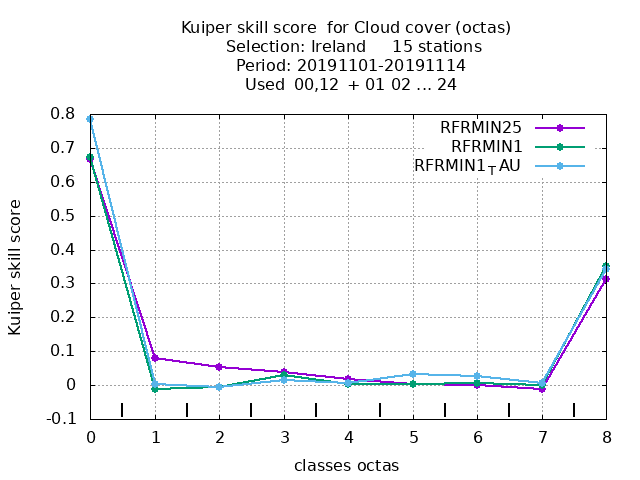 Kuiper skill score  for Cloud cover (octas)
Selection: Ireland     15 stations
Period: 20191101-20191114
Used  00,12  + 01 02 ... 24
RFRMIN25
RFRMIN1
RFRMIN1TAU
0.8
0.7
0.6
0.5
0.4
0.3
0.2
0.1
0
-0.1
Kuiper skill score
0 1 2 3 4 5 6 7 8
classes octas